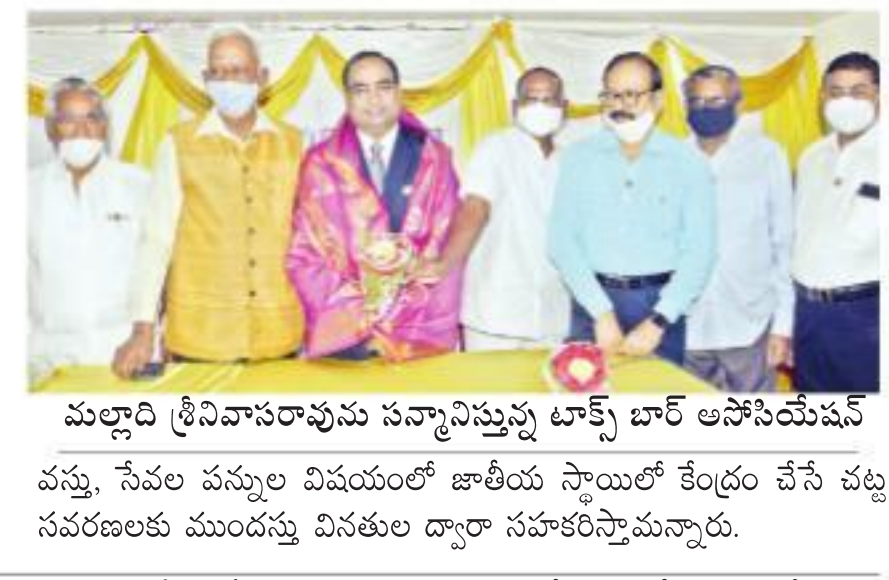 మల్లాది శ్రీనివాసరావును సన్మానిస్తున్న టాక్స్ బార్ అసోసియేషన్
వస్తు, సేవల పన్నుల విషయంలో జాతీయ స్థాయిలో కేంద్రం చేసే చట్ట
సవరణలకు ముందస్తు వినతుల ద్వారా సహకరిస్తామన్నారు.